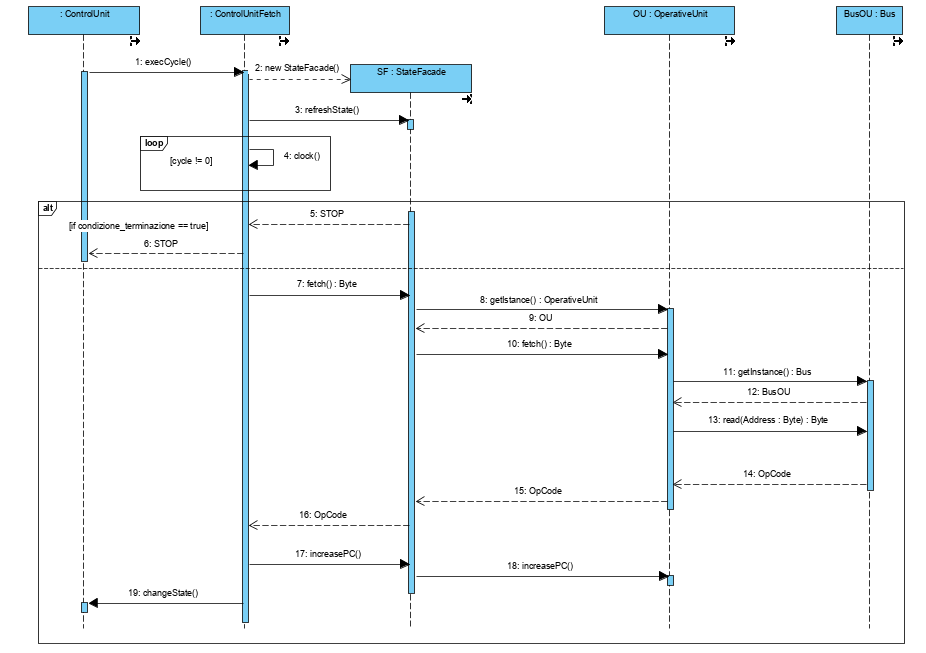 : ControlUnit
: ControlUnitFetch
OU : OperativeUnit
BusOU : Bus
1: execCycle()
2: new StateFacade()
SF : StateFacade
3: refreshState()
loop
[cycle != 0]
4: clock()
alt
[if condizione_terminazione == true]
5: STOP
6: STOP
7: fetch() : Byte
8: getIstance() : OperativeUnit
9: OU
10: fetch() : Byte
11: getInstance() : Bus
12: BusOU
13: read(Address : Byte) : Byte
14: OpCode
15: OpCode
16: OpCode
17: increasePC()
18: increasePC()
19: changeState()